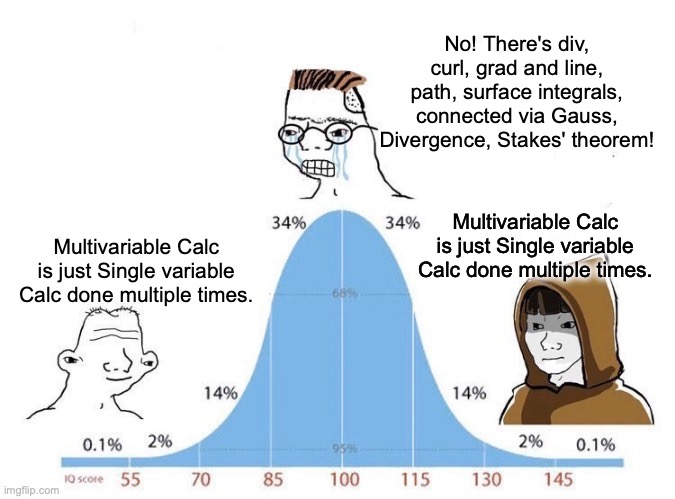 No! There's div,
curl, grad and line,
path, surface integrals,
connected via Gauss,
Divergence, Stakes' theorem!
Multivariable Calc
is just Single variable
Calc done multiple times.
Multivariable Calc
is just Single variable
Calc done multiple times.
34% 34%
68%
14% 14%
95%
0.1% 2% 2% 0.1%
IQ score 55 70 85 100 115 130 145
imgflip.com